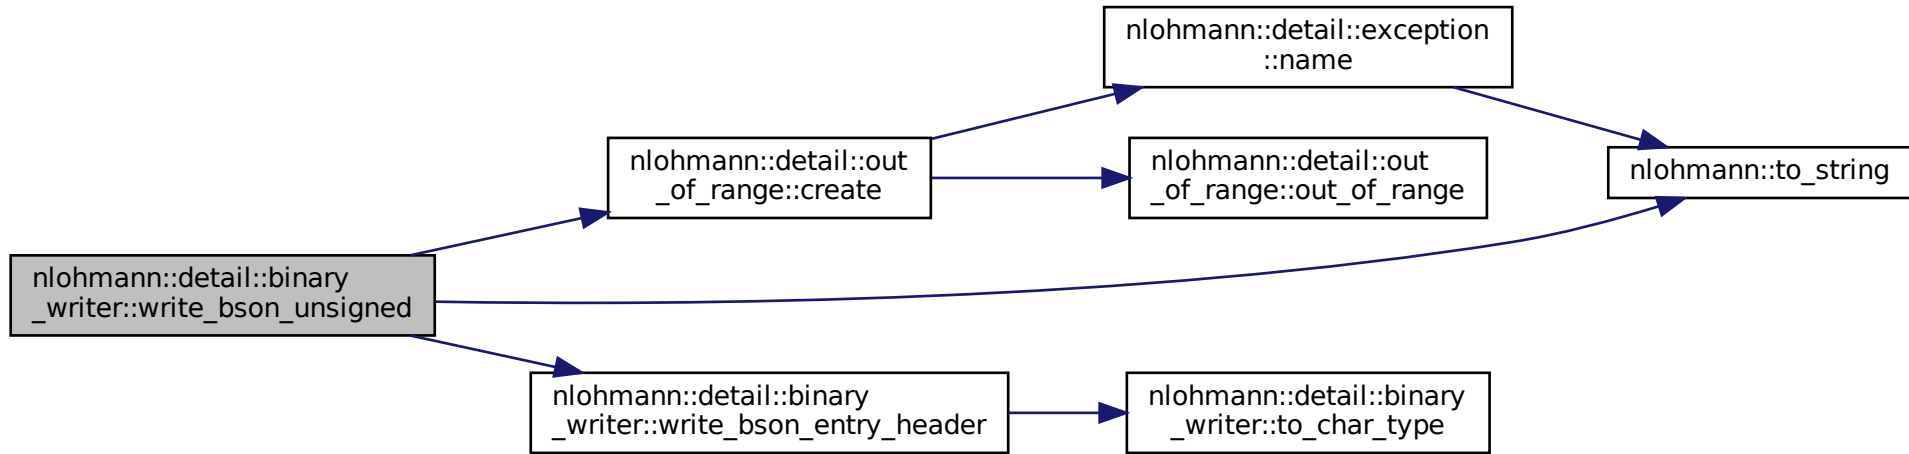 nlohmann::detail::exception
::name
nlohmann::detail::out
_of_range::create
nlohmann::detail::out
_of_range::out_of_range
nlohmann::to_string
nlohmann::detail::binary
_writer::write_bson_unsigned
nlohmann::detail::binary
_writer::write_bson_entry_header
nlohmann::detail::binary
_writer::to_char_type